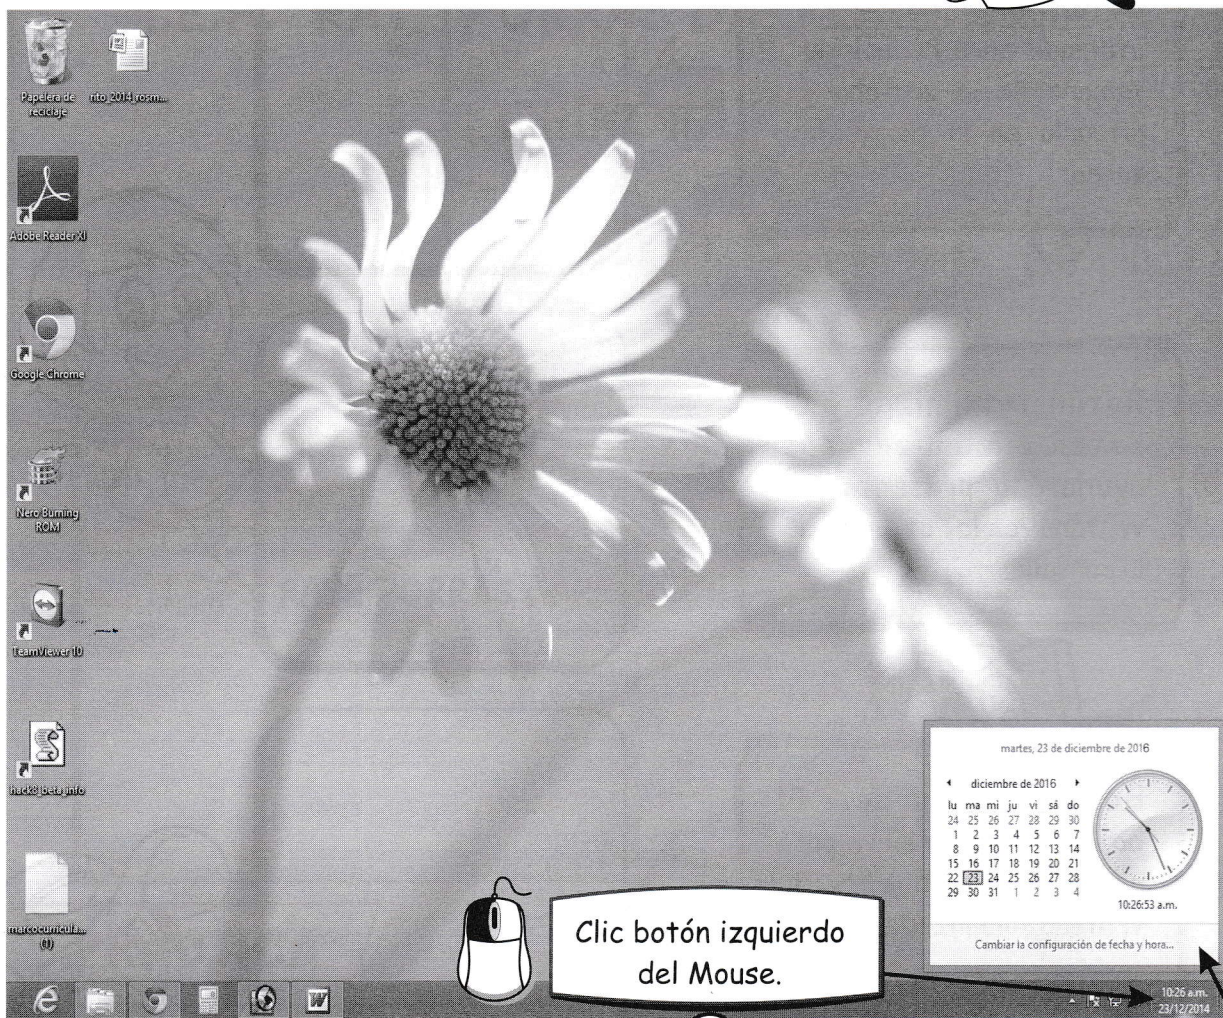 Papelera de
reciclaje
Adobe Reader XI
Google Chrome
Nero Burning
ROM
TeamViewer 10
hack8_beta_info
marcocurricula...
(1)
Clic botón izquierdo
del Mouse.
martes, 23 de diciembre de 2016
diciembre de 2016
lu ma mi ju vi sá do
24 25 26 27 28 29 30
1 2 3 4 5 6 7
8 9 10 11 12 13 14
15 16 17 18 19 20 21
22 23 24 25 26 27 28
29 30 31 1 2 3 4
10:26:53 a.m.
Cambiar la configuración de fecha y hora...
10:26 a.m.
23/12/2014